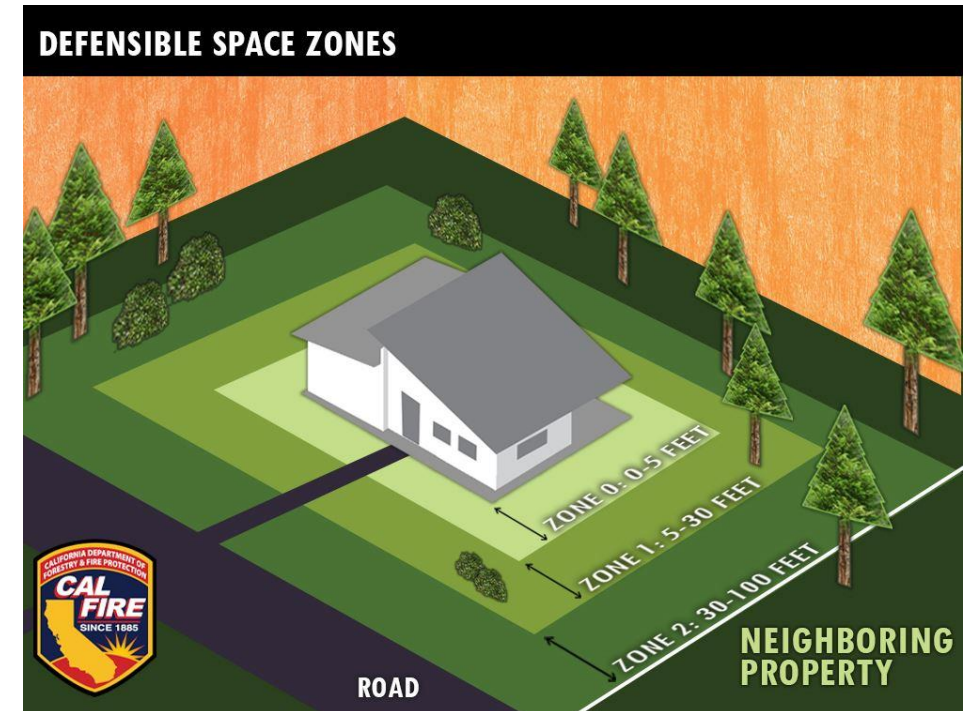 DEFENSIBLE SPACE ZONES
ZONE 0: 0-5 FEET
ZONE 1: 5-30 FEET
ZONE 2: 30-100 FEET
NEIGHBORING
PROPERTY
ROAD
CALIFORNIA DEPARTMENT OF
FORESTRY & FIRE PROTECTION
CAL
FIRE
SINCE 1885